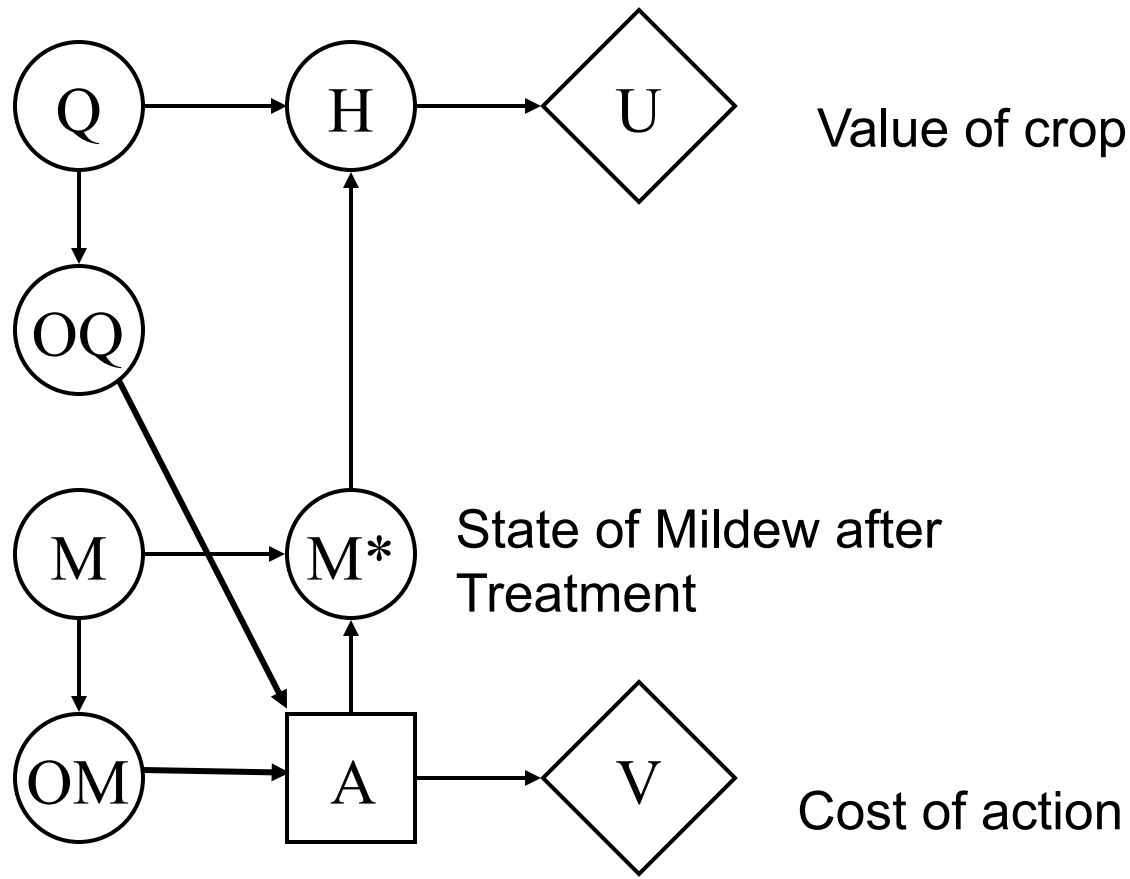 Q
H
U
Value of crop
OQ
M
M*
State of Mildew after
Treatment
OM
A
V
Cost of action